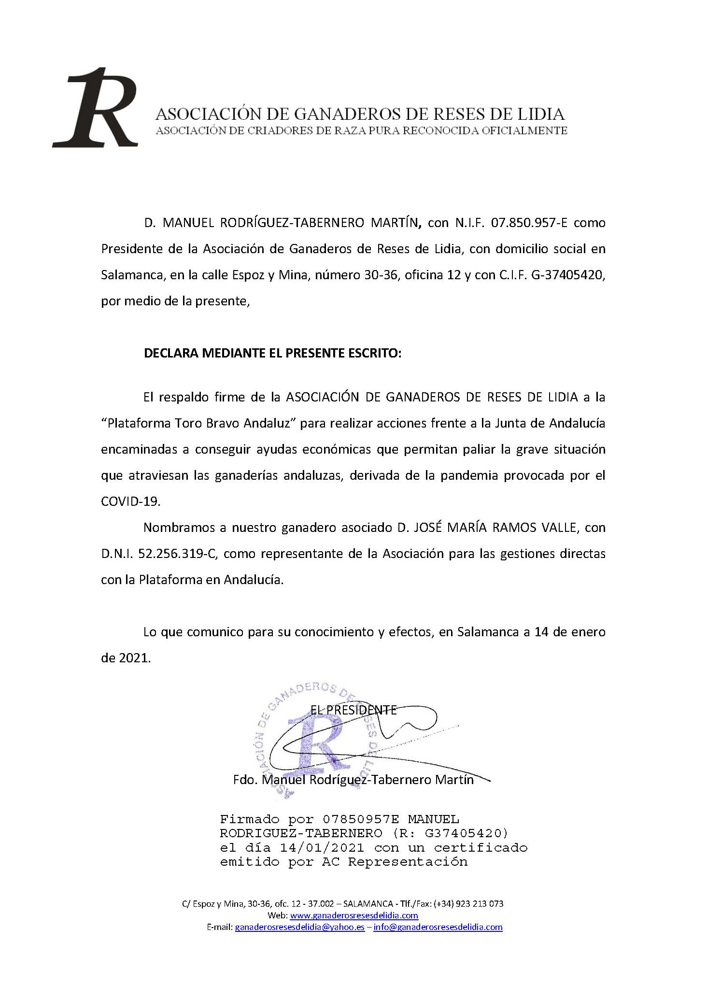 1R
ASOCIACIÓN DE GANADEROS DE RESES DE LIDIA
ASOCIACIÓN DE CRIADORES DE RAZA PURA RECONOCIDA OFICIALMENTE
D. MANUEL RODRÍGUEZ-TABERNERO MARTÍN, con N.I.F. 07.850.957-E como
Presidente de la Asociación de Ganaderos de Reses de Lidia, con domicilio social en
Salamanca, en la calle Espoz y Mina, número 30-36, oficina 12 y con C.I.F. G-37405420,
por medio de la presente,
DECLARA MEDIANTE EL PRESENTE ESCRITO:
El respaldo firme de la ASOCIACIÓN DE GANADEROS DE RESES DE LIDIA a la
“Plataforma Toro Bravo Andaluz” para realizar acciones frente a la Junta de Andalucía
encaminadas a conseguir ayudas económicas que permitan paliar la grave situación
que atraviesan las ganaderías andaluzas, derivada de la pandemia provocada por el
COVID-19.
Nombramos a nuestro ganadero asociado D. JOSÉ MARÍA RAMOS VALLE, con
D.N.I. 52.256.319-C, como representante de la Asociación para las gestiones directas
con la Plataforma en Andalucía.
Lo que comunico para su conocimiento y efectos, en Salamanca a 14 de enero
de 2021.
ASOCIACIÓN DE GANADEROS DE RESES DE LIDIA
1R
EL PRESIDENTE
Fdo. Manuel Rodríguez-Tabernero Martín
Firmado por 07850957E MANUEL
RODRIGUEZ-TABERNERO (R: G37405420)
el día 14/01/2021 con un certificado
emitido por AC Representación
C/ Espoz y Mina, 30-36, ofc. 12 - 37.002 – SALAMANCA - Tlf./Fax: (+34) 923 213 073
Web: www.ganaderosresesdelidia.com
E-mail: ganaderosresesdelidia@yahoo.es – info@ganaderosresesdelidia.com